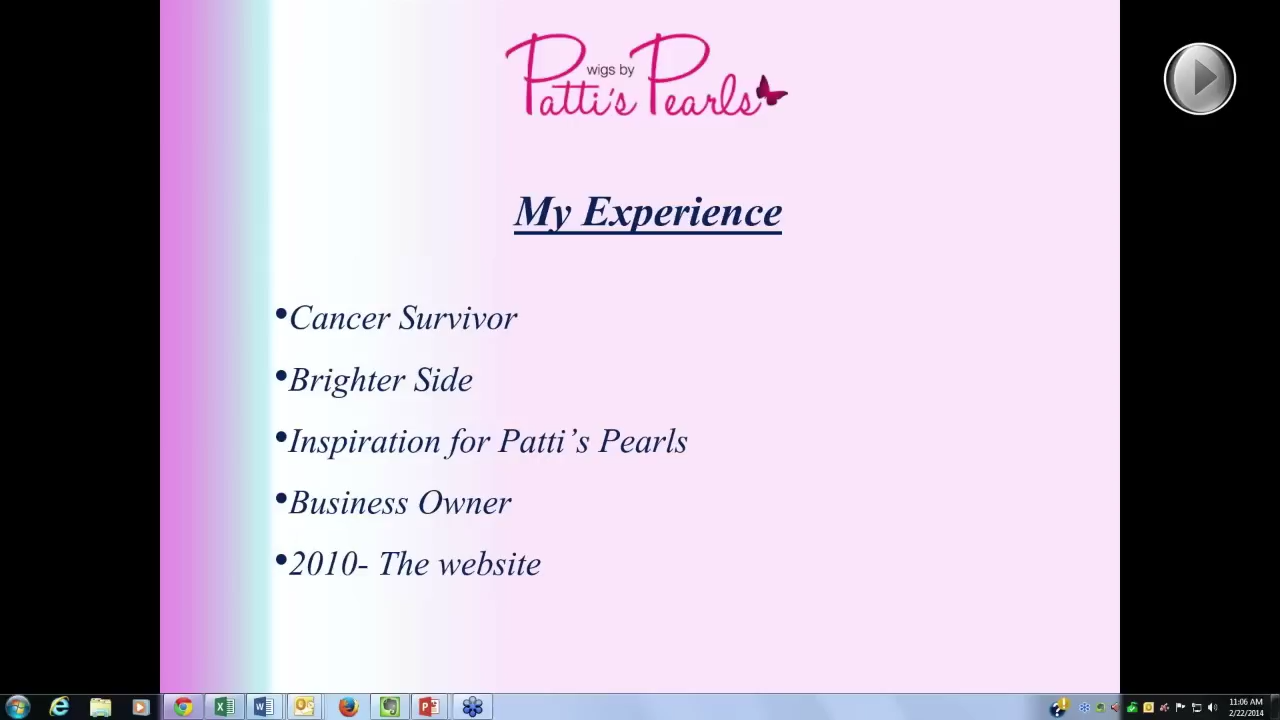 wigs by
Patti's Pearls
My Experience
•Cancer Survivor
•Brighter Side
•Inspiration for Patti’s Pearls
•Business Owner
•2010- The website
11:06 AM
2/22/2014